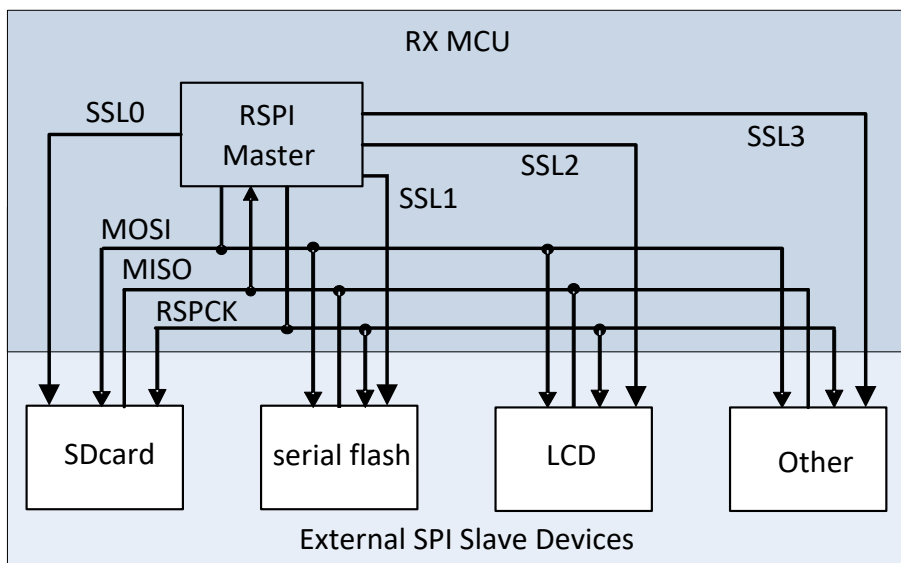 RX MCU
SSL0
RSPI
Master
SSL3
SSL2
SSL1
MOSI
MISO
RSPCK
SDcard
serial flash
LCD
Other
External SPI Slave Devices